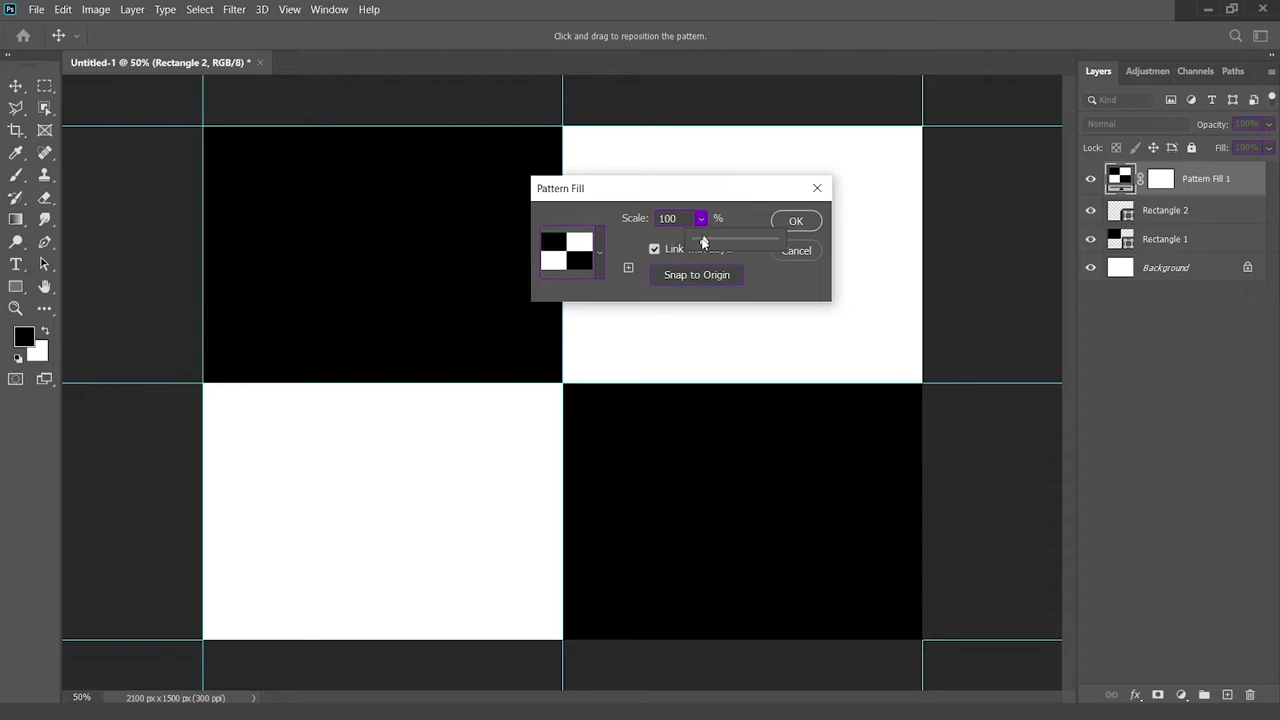 Ps File Edit Image Layer Type Select Filter 3D View Window Help
Click and drag to reposition the pattern.
Untitled-1 @ 50% (Rectangle 2, RGB/8) *
Layers Adjustmen Channels Paths
Kind
Normal Opacity: 100%
Lock: Fill: 100%
Pattern Fill 1
Rectangle 2
Rectangle 1
Background
Pattern Fill
Scale: 100 %
OK
Link
Cancel
Snap to Origin
50% 2100 px x 1500 px (300 ppi)